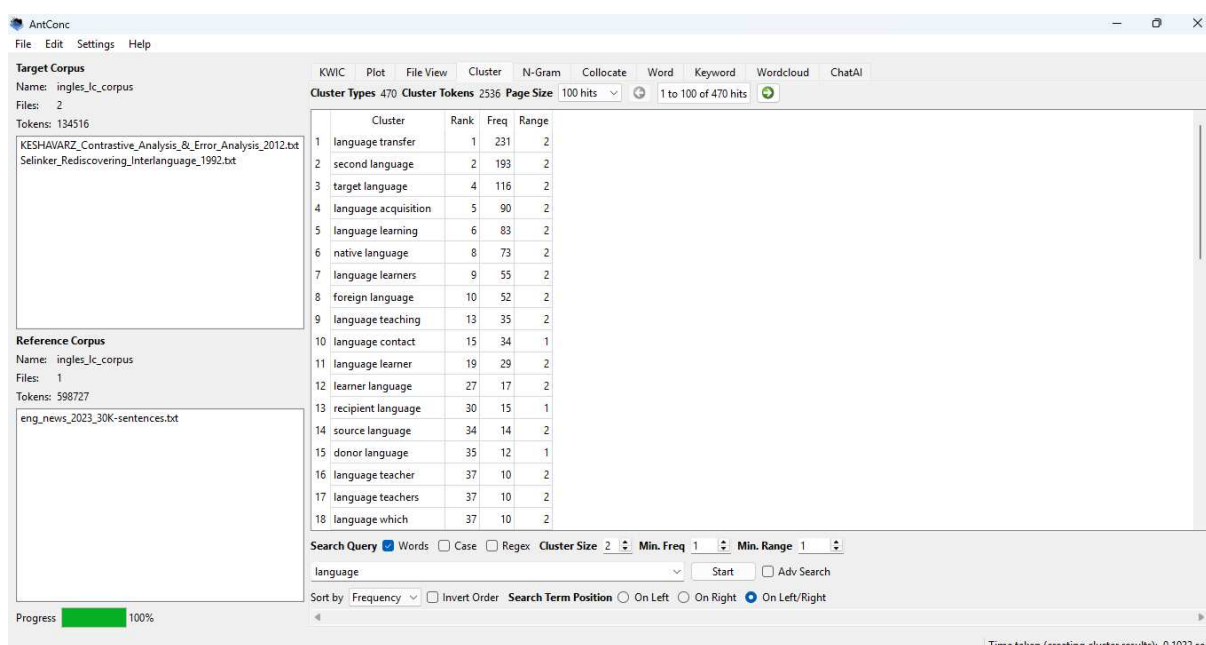 AntConc
File Edit Settings Help
Target Corpus
Name: ingles_lc_corpus
Files: 2
Tokens: 134516
KESHAVARZ_Contrastive_Analysis_&_Error_Analysis_2012.txt
Selinker_Rediscovering_Interlanguage_1992.txt
Reference Corpus
Name: ingles_lc_corpus
Files: 1
Tokens: 598727
eng_news_2023_30K-sentences.txt
Progress 100%
KWIC Plot File View Cluster N-Gram Collocate Word Keyword Wordcloud ChatAI
Cluster Types 470 Cluster Tokens 2536 Page Size 100 hits 1 to 100 of 470 hits
Cluster Rank Freq Range
1 language transfer 1 231 2
2 second language 2 193 2
3 target language 4 116 2
4 language acquisition 5 90 2
5 language learning 6 83 2
6 native language 8 73 2
7 language learners 9 55 2
8 foreign language 10 52 2
9 language teaching 13 35 2
10 language contact 15 34 1
11 language learner 19 29 2
12 learner language 27 17 2
13 recipient language 30 15 1
14 source language 34 14 2
15 donor language 35 12 1
16 language teacher 37 10 2
17 language teachers 37 10 2
18 language which 37 10 2
Search Query Words Case Regex Cluster Size 2 Min. Freq 1 Min. Range 1
language Start Adv Search
Sort by Frequency Invert Order Search Term Position On Left On Right On Left/Right